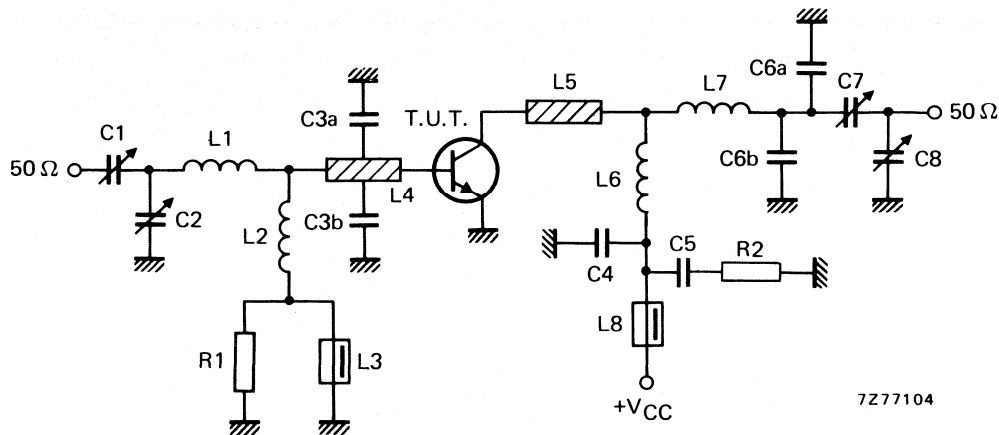 C6a
C7
L5
L7
50 Ω
C3a
T.U.T.
C1
L1
C6b
C8
50 Ω
L4
L6
C2
C3b
L2
C4
C5
R2
L8
R1
L3
+VCC
7Z77104